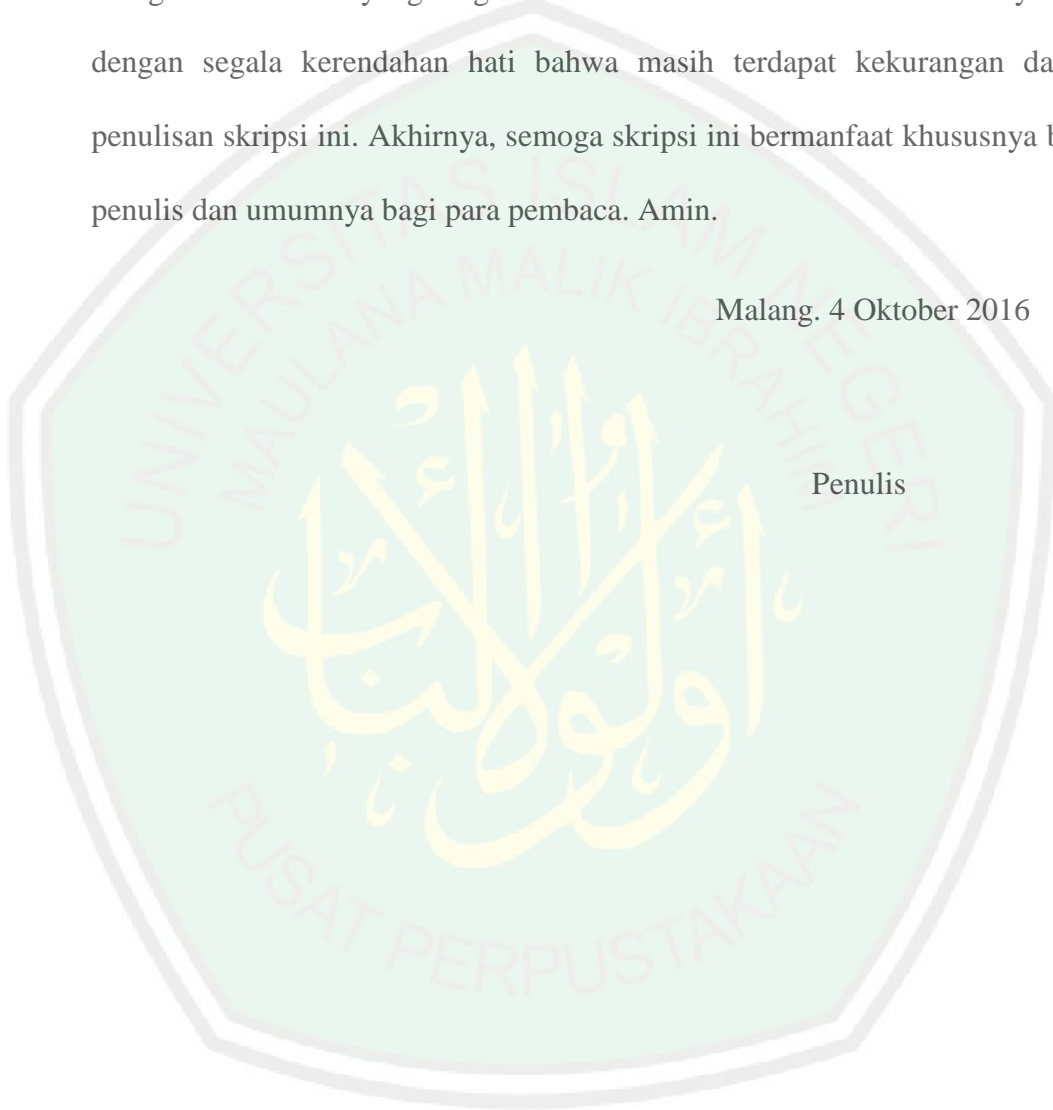 dengan segala kerendahan hati bahwa masih terdapat kekurangan da
penulisan skripsi ini. Akhirnya, semoga skripsi ini bermanfaat khususnya b
penulis dan umumnya bagi para pembaca. Amin.
Malang. 4 Oktober 2016
Penulis
UNIVERSITAS ISLAM NEGERI
MAULANA MALIK IBRAHIM
أولوا الألباب
PUSAT PERPUSTAKAAN